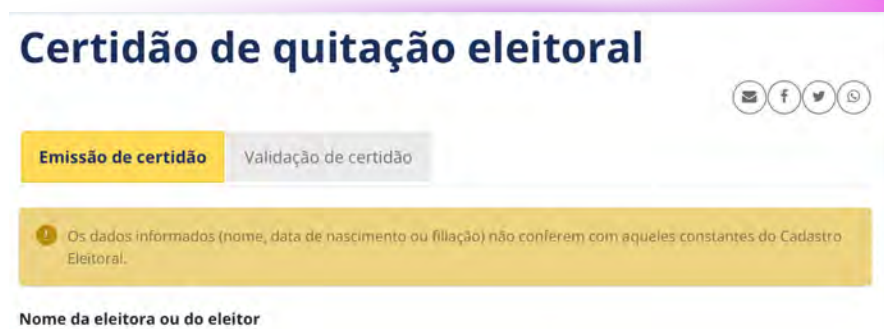 Certidão de quitação eleitoral
Emissão de certidão
Validação de certidão
Os dados informados (nome, data de nascimento ou filiação) não conferem com aqueles constantes do Cadastro
Eleitoral.
Nome da eleitora ou do eleitor